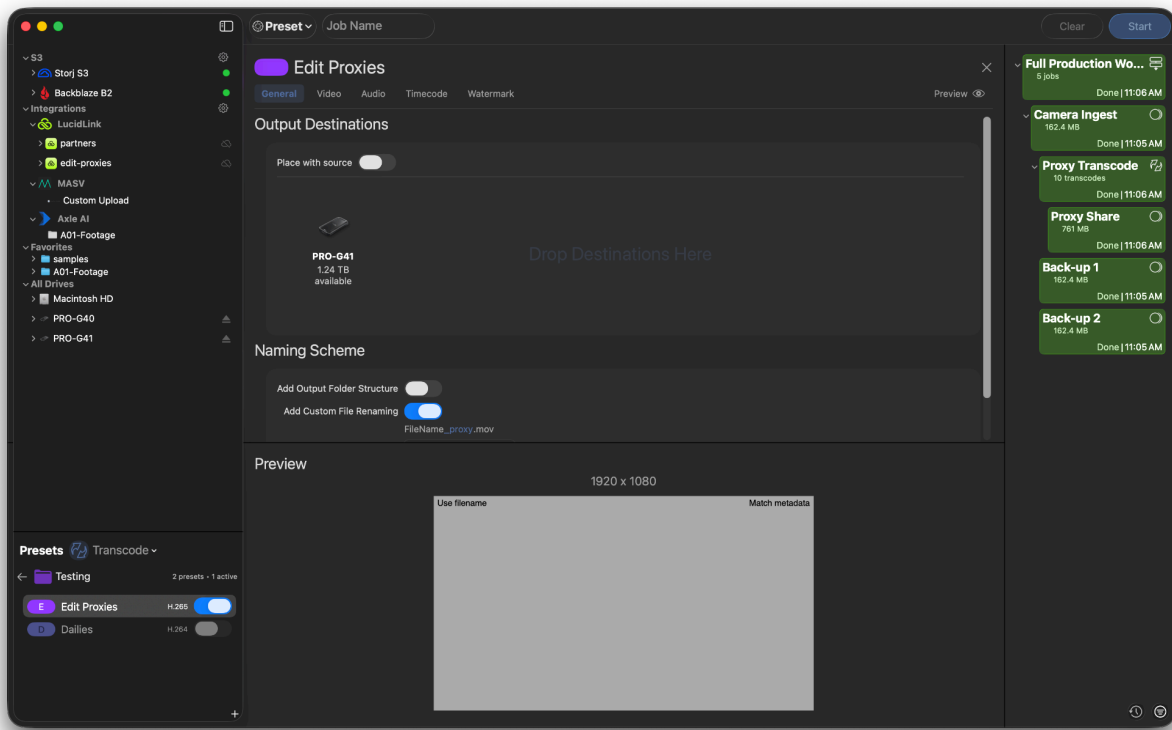 Preset
Job Name
Clear
Start
S3
Storj S3
Backblaze B2
Integrations
LucidLink
partners
edit-proxies
MASV
Custom Upload
Axle AI
A01-Footage
Favorites
samples
A01-Footage
All Drives
Macintosh HD
PRO-G40
PRO-G41
Presets Transcode
Testing 2 presets • 1 active
E Edit Proxies H.265
D Dailies H.264
+
Edit Proxies
General Video Audio Timecode Watermark Preview
Output Destinations
Place with source
PRO-G41
1.24 TB
available
Drop Destinations Here
Naming Scheme
Add Output Folder Structure
Add Custom File Renaming
FileName_proxy.mov
Preview
1920 x 1080
Use filename Match metadata
Full Production Wo...
5 jobs
Done | 11:06 AM
Camera Ingest
162.4 MB
Done | 11:05 AM
Proxy Transcode
10 transcodes
Done | 11:06 AM
Proxy Share
761 MB
Done | 11:06 AM
Back-up 1
162.4 MB
Done | 11:05 AM
Back-up 2
162.4 MB
Done | 11:05 AM